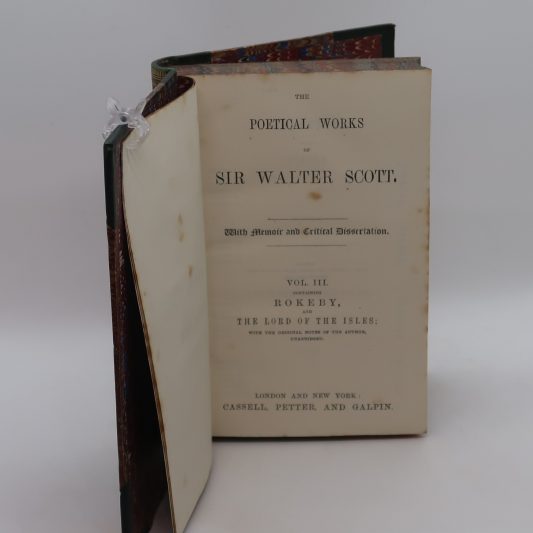 THE
POETICAL WORKS
OF
SIR WALTER SCOTT.
With Memoir and Critical Dissertation.
VOL. III.
CONTAINING
ROKEBY,
AND
THE LORD OF THE ISLES;
WITH THE ORIGINAL NOTES OF THE AUTHOR,
UNABRIDGED.
LONDON AND NEW YORK:
CASSELL, PETTER, AND GALPIN.